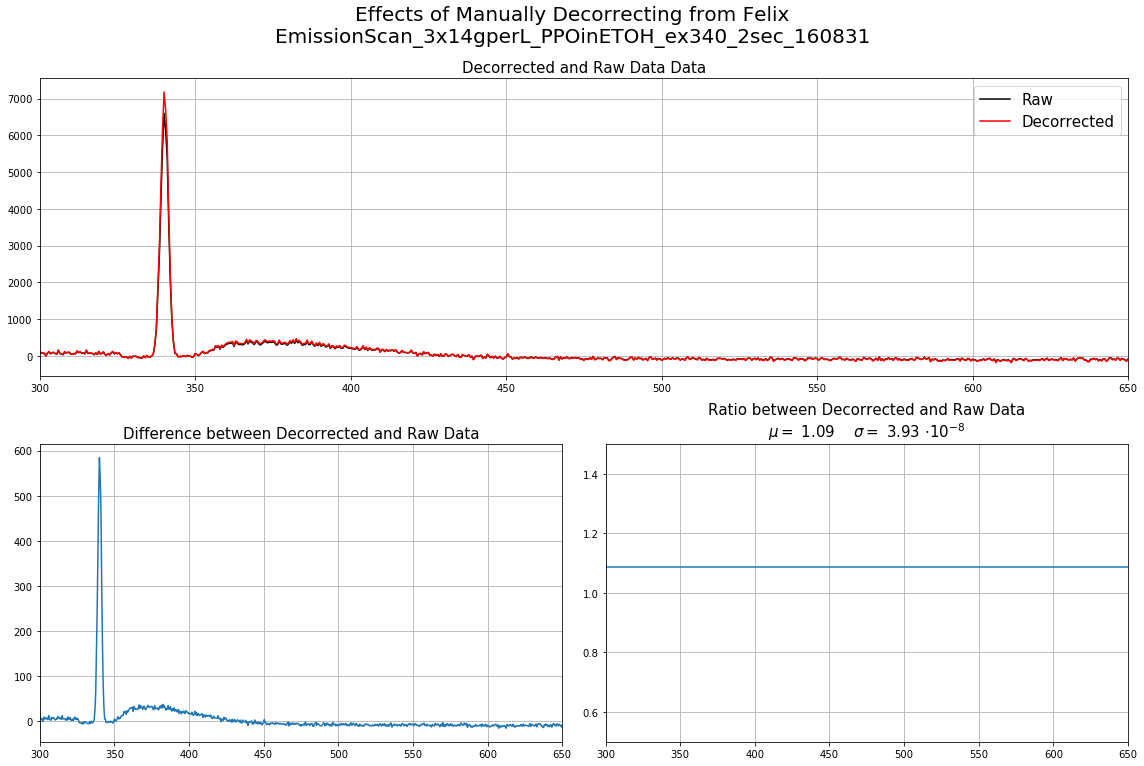 Effects of Manually Decorrecting from Felix
EmissionScan_3x14gperL_PPOinETOH_ex340_2sec_160831
Decorrected and Raw Data Data
7000
6000
5000
4000
3000
2000
1000
0
Raw
Decorrected
300 350 400 450 500 550 600 650
Difference between Decorrected and Raw Data
600
500
400
300
200
100
0
300 350 400 450 500 550 600 650
Ratio between Decorrected and Raw Data
μ = 1.09 σ = 3.93 ·10⁻⁸
1.4
1.2
1.0
0.8
0.6
300 350 400 450 500 550 600 650